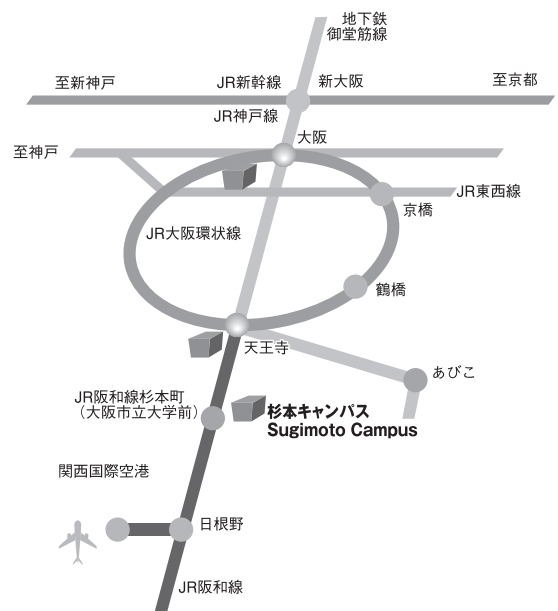 地下鉄
御堂筋線
至新神戸
JR新幹線
新大阪
至京都
JR神戸線
大阪
至神戸
JR東西線
京橋
JR大阪環状線
鶴橋
天王寺
あびこ
JR阪和線杉本町
（大阪市立大学前）
杉本キャンパス
Sugimoto Campus
関西国際空港
日根野
JR阪和線